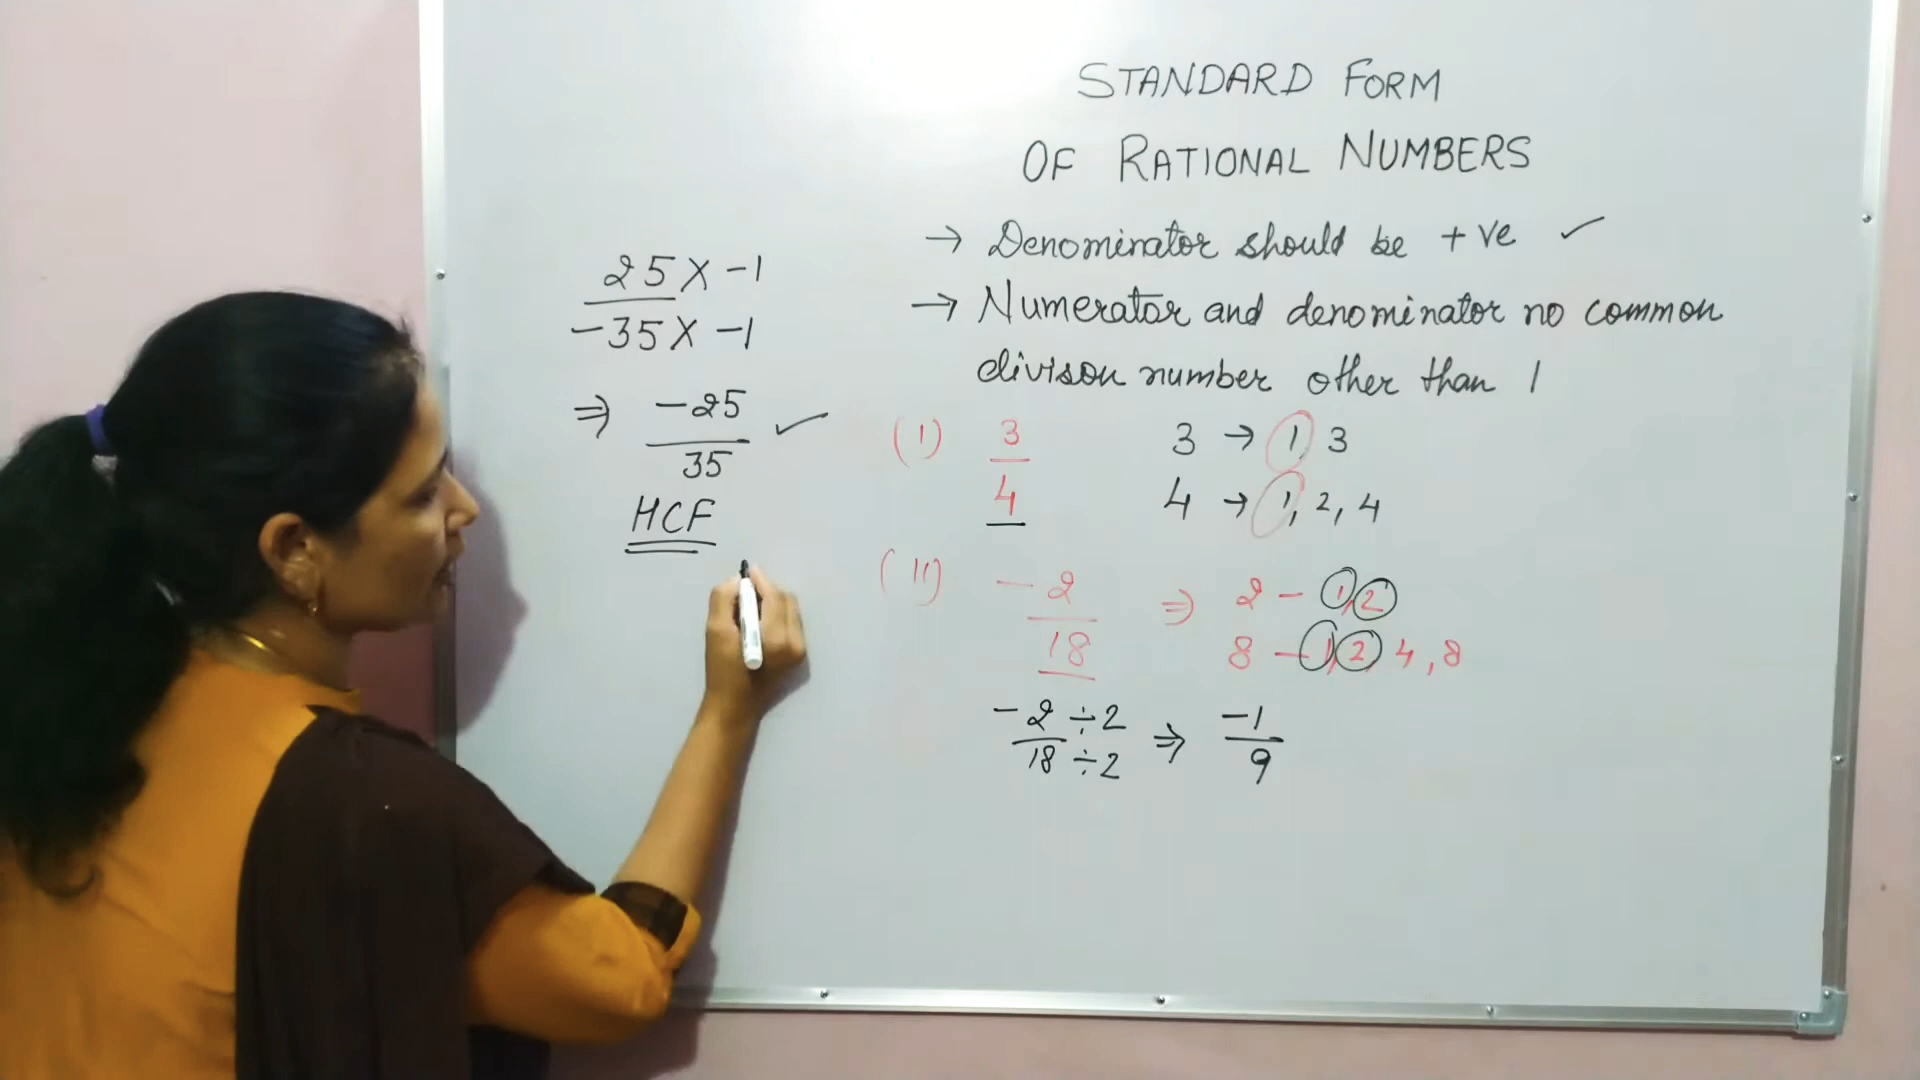 STANDARD FORM
OF RATIONAL NUMBERS
→ Denominator should be +ve ✓
→ Numerator and denominator no common
divison number other than 1
25 X -1
-35 X -1
⇒ -25 ✓
35
HCF
(I) 3
4
3 → 1, 3
4 → 1, 2, 4
(II) -2
18
⇒ 2 - 1, 2
8 - 1, 2, 4, 8
-2 ÷2
18 ÷2
⇒ -1
9